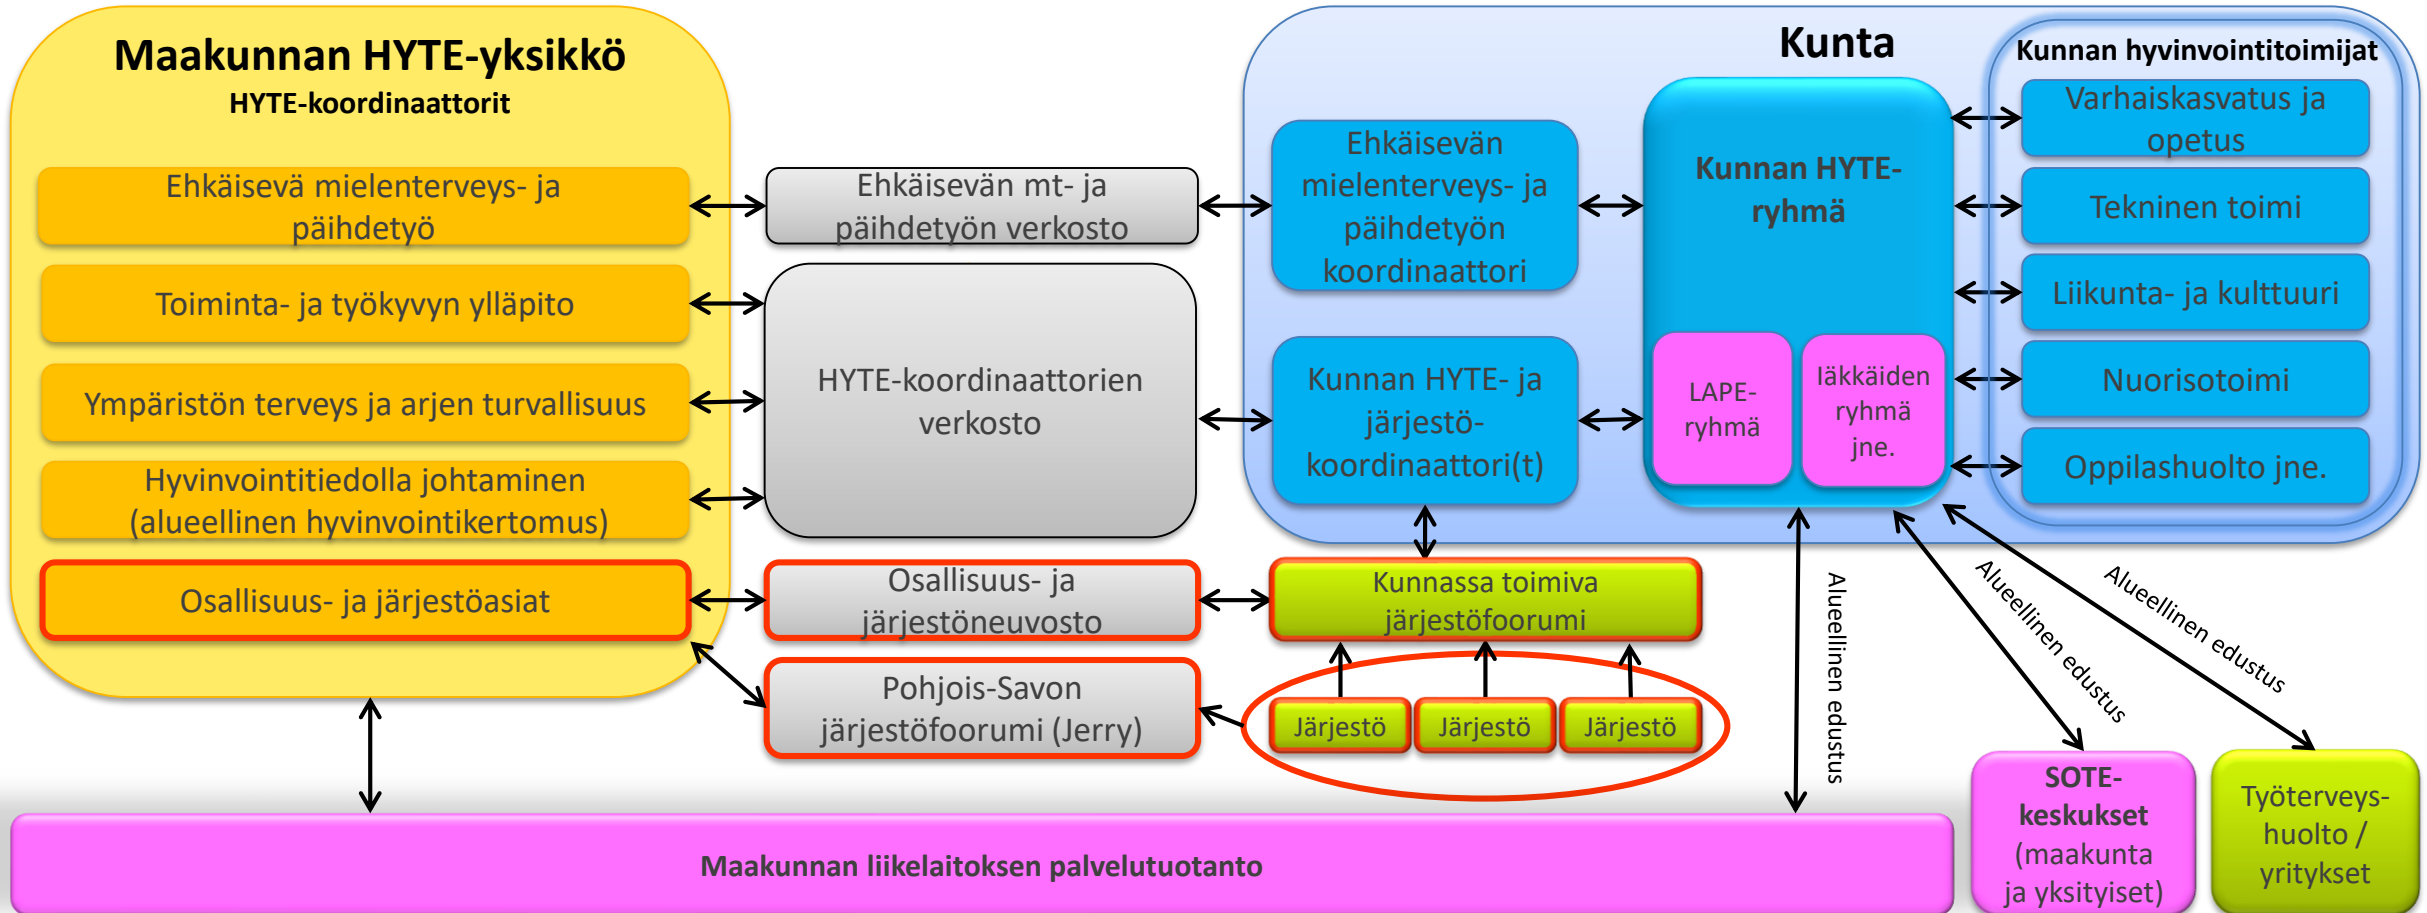 Maakunnan HYTE-yksikkö
HYTE-koordinaattorit
Ehkäisevä mielenterveys- ja
päihdetyö
Toiminta- ja työkyvyn ylläpito
Ympäristön terveys ja arjen turvallisuus
Hyvinvointitiedolla johtaminen
(alueellinen hyvinvointikertomus)
Osallisuus- ja järjestöasiat
Ehkäisevän mt- ja
päihdetyön verkosto
HYTE-koordinaattorien
verkosto
Osallisuus- ja
järjestöneuvosto
Pohjois-Savon
järjestöfoorumi (Jerry)
Kunta
Ehkäisevän
mielenterveys- ja
päihdetyön
koordinaattori
Kunnan HYTE- ja
järjestö-
koordinaattori(t)
Kunnan HYTE-
ryhmä
LAPE-
ryhmä
Iäkkäiden
ryhmä
jne.
Kunnan hyvinvointitoimijat
Varhaiskasvatus ja
opetus
Tekninen toimi
Liikunta- ja kulttuuri
Nuorisotoimi
Oppilashuolto jne.
Kunnassa toimiva
järjestöfoorumi
Järjestö
Järjestö
Järjestö
Alueellinen edustus
Alueellinen edustus
Alueellinen edustus
Maakunnan liikelaitoksen palvelutuotanto
SOTE-
keskukset
(maakunta
ja yksityiset)
Työterveys-
huolto /
yritykset